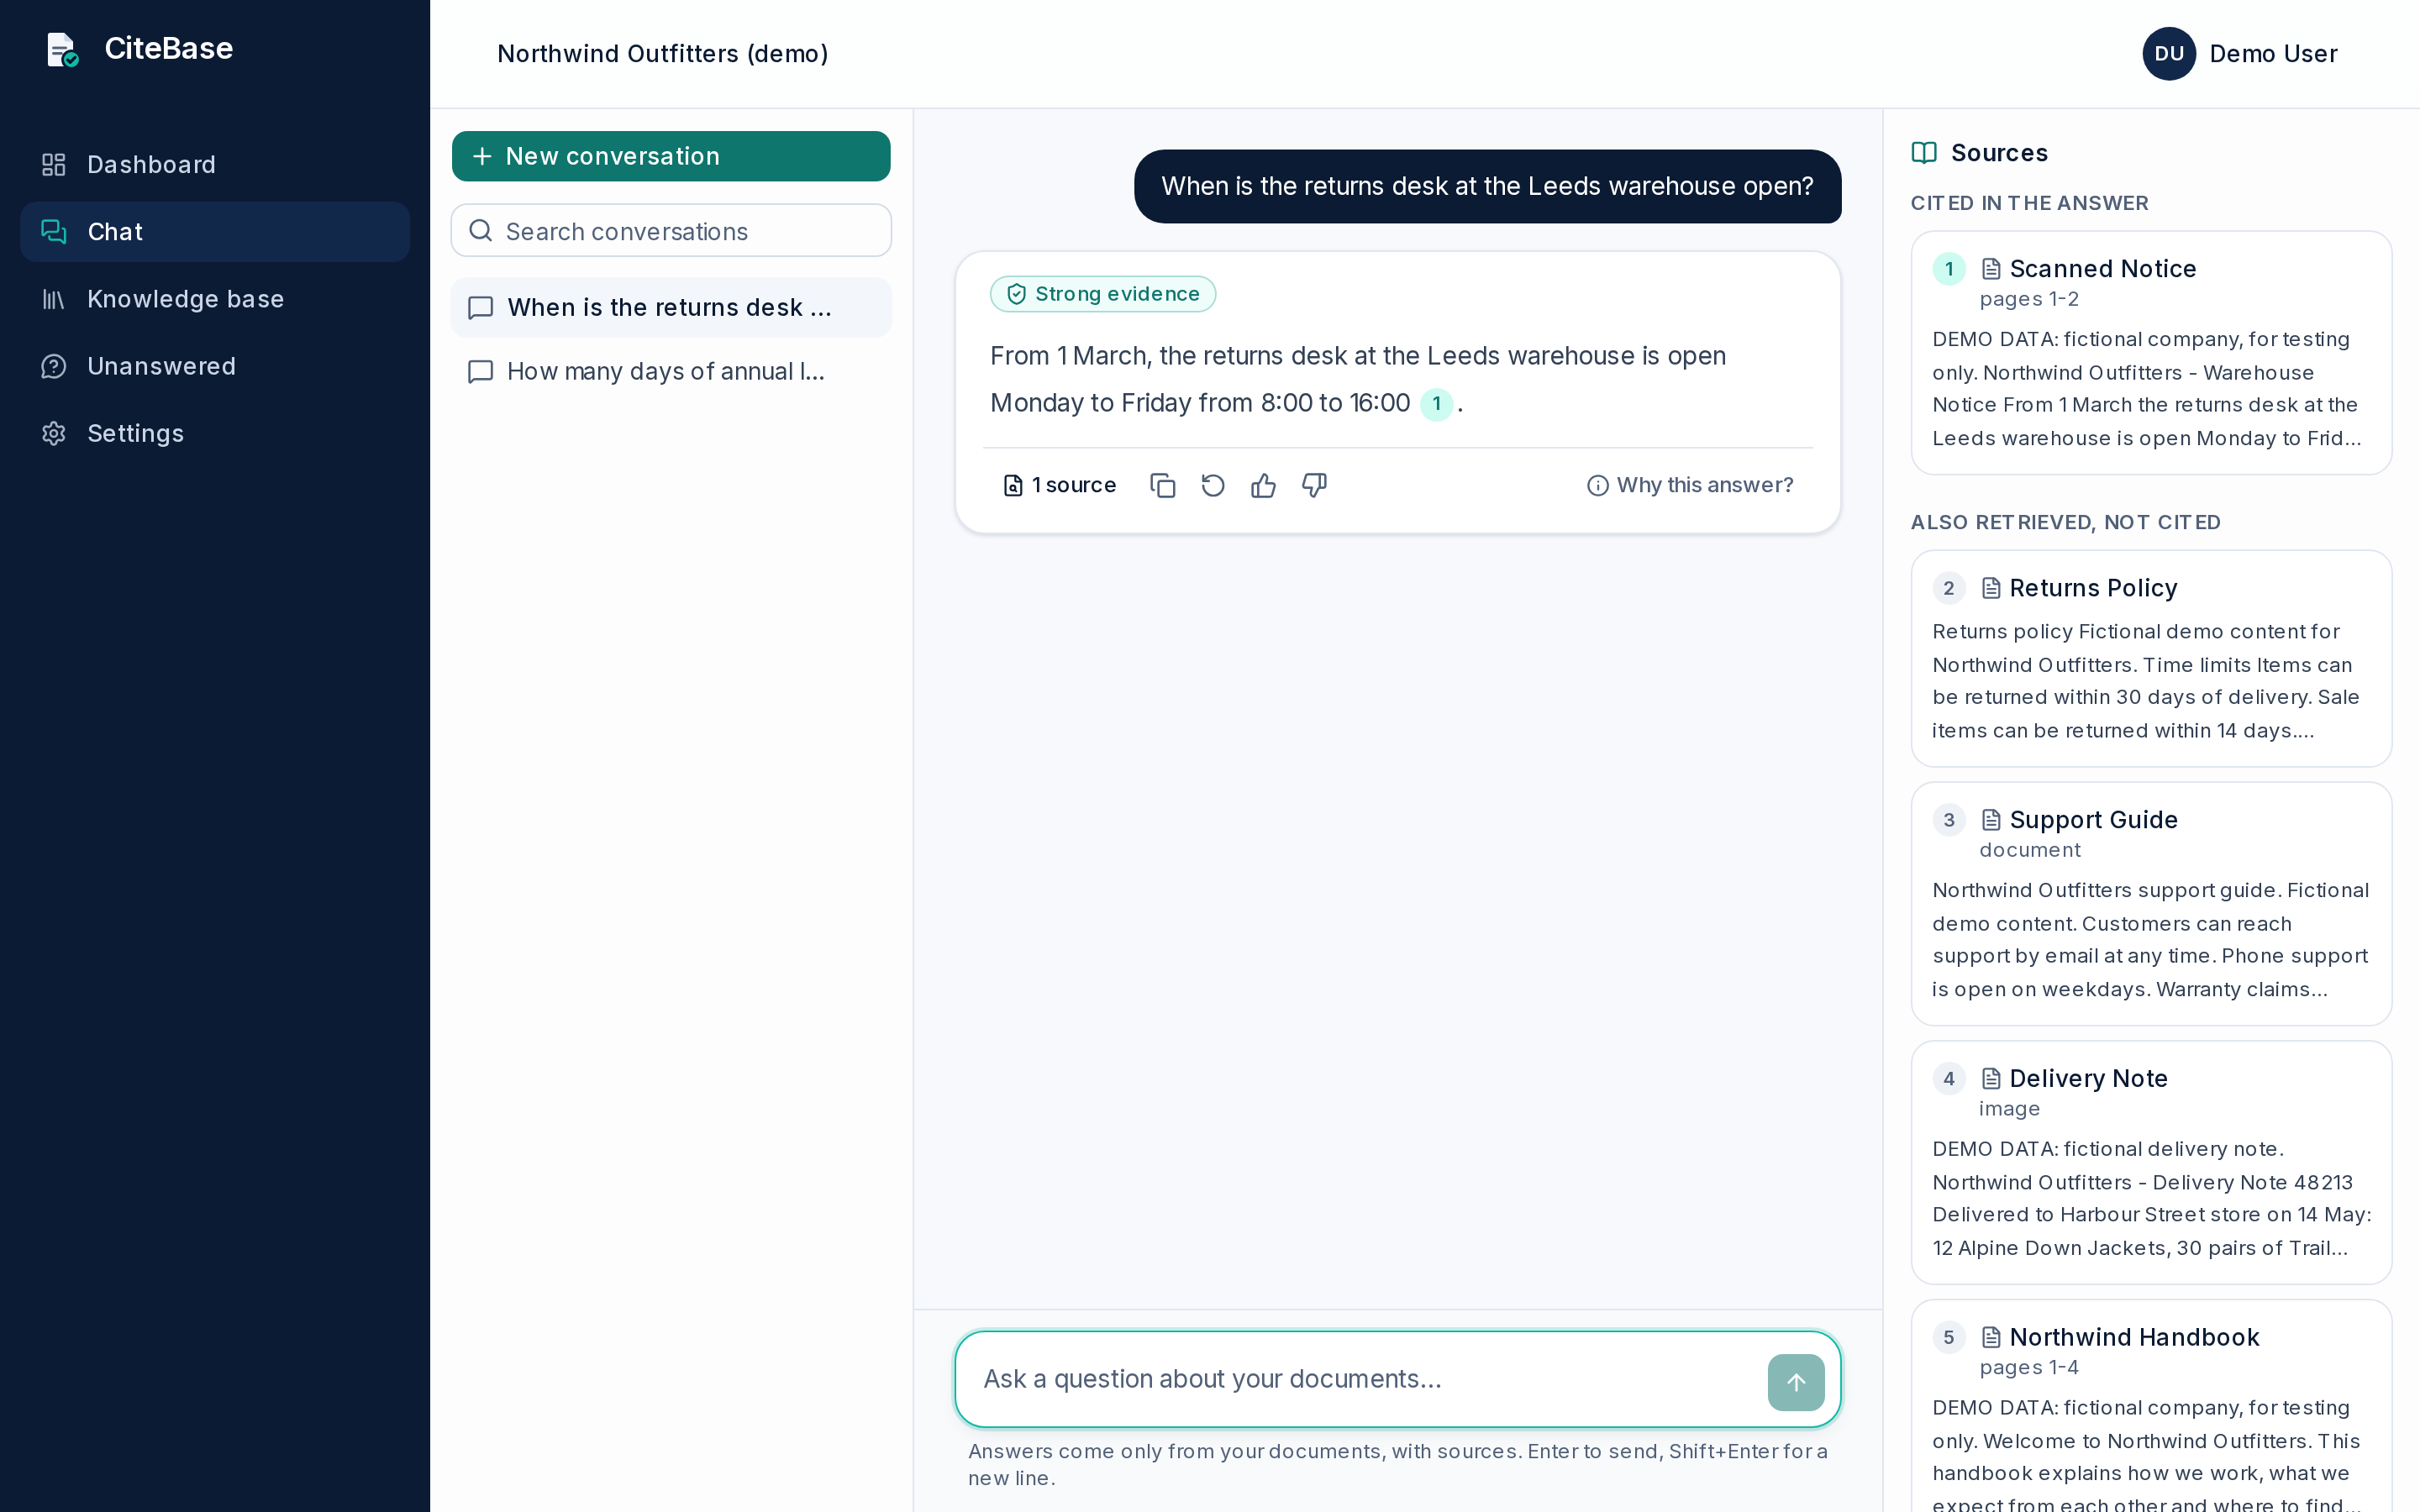 CiteBase
Dashboard
Chat
Knowledge base
Unanswered
Settings
Northwind Outfitters (demo)
DU Demo User
New conversation
Search conversations
When is the returns desk ...
How many days of annual l...
When is the returns desk at the Leeds warehouse open?
Strong evidence
From 1 March, the returns desk at the Leeds warehouse is open
Monday to Friday from 8:00 to 16:00 1 .
1 source
Why this answer?
Ask a question about your documents...
Answers come only from your documents, with sources. Enter to send, Shift+Enter for a
new line.
Sources
CITED IN THE ANSWER
1 Scanned Notice
pages 1-2
DEMO DATA: fictional company, for testing
only. Northwind Outfitters - Warehouse
Notice From 1 March the returns desk at the
Leeds warehouse is open Monday to Frid...
ALSO RETRIEVED, NOT CITED
2 Returns Policy
Returns policy Fictional demo content for
Northwind Outfitters. Time limits Items can
be returned within 30 days of delivery. Sale
items can be returned within 14 days....
3 Support Guide
document
Northwind Outfitters support guide. Fictional
demo content. Customers can reach
support by email at any time. Phone support
is open on weekdays. Warranty claims...
4 Delivery Note
image
DEMO DATA: fictional delivery note.
Northwind Outfitters - Delivery Note 48213
Delivered to Harbour Street store on 14 May:
12 Alpine Down Jackets, 30 pairs of Trail...
5 Northwind Handbook
pages 1-4
DEMO DATA: fictional company, for testing
only. Welcome to Northwind Outfitters. This
handbook explains how we work, what we
expect from each other and where to find...